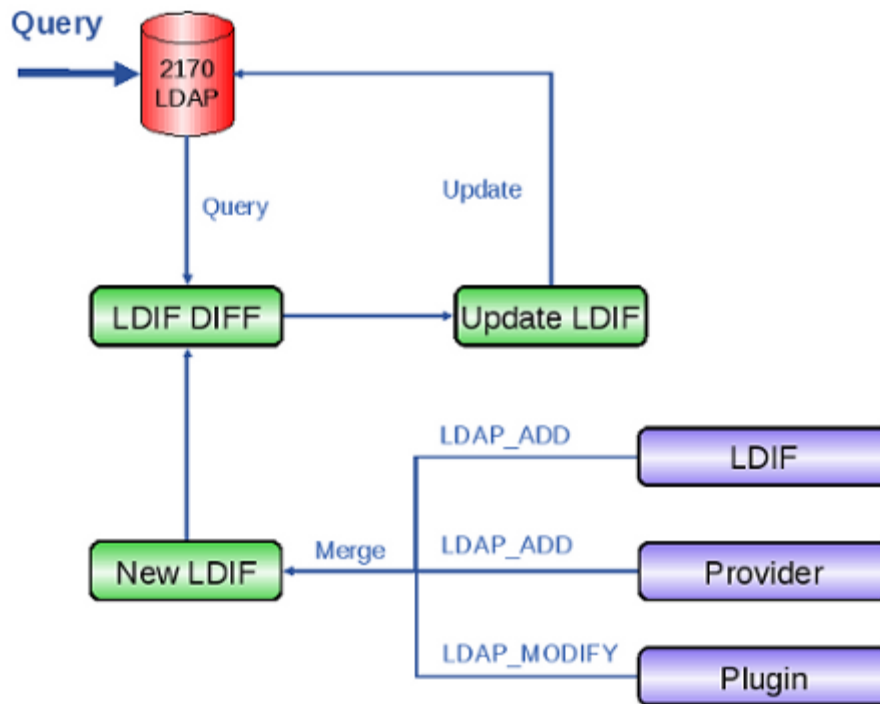 Query
2170
LDAP
Query
Update
LDIF DIFF
Update LDIF
LDAP_ADD
LDIF
New LDIF
Merge
LDAP_ADD
Provider
LDAP_MODIFY
Plugin